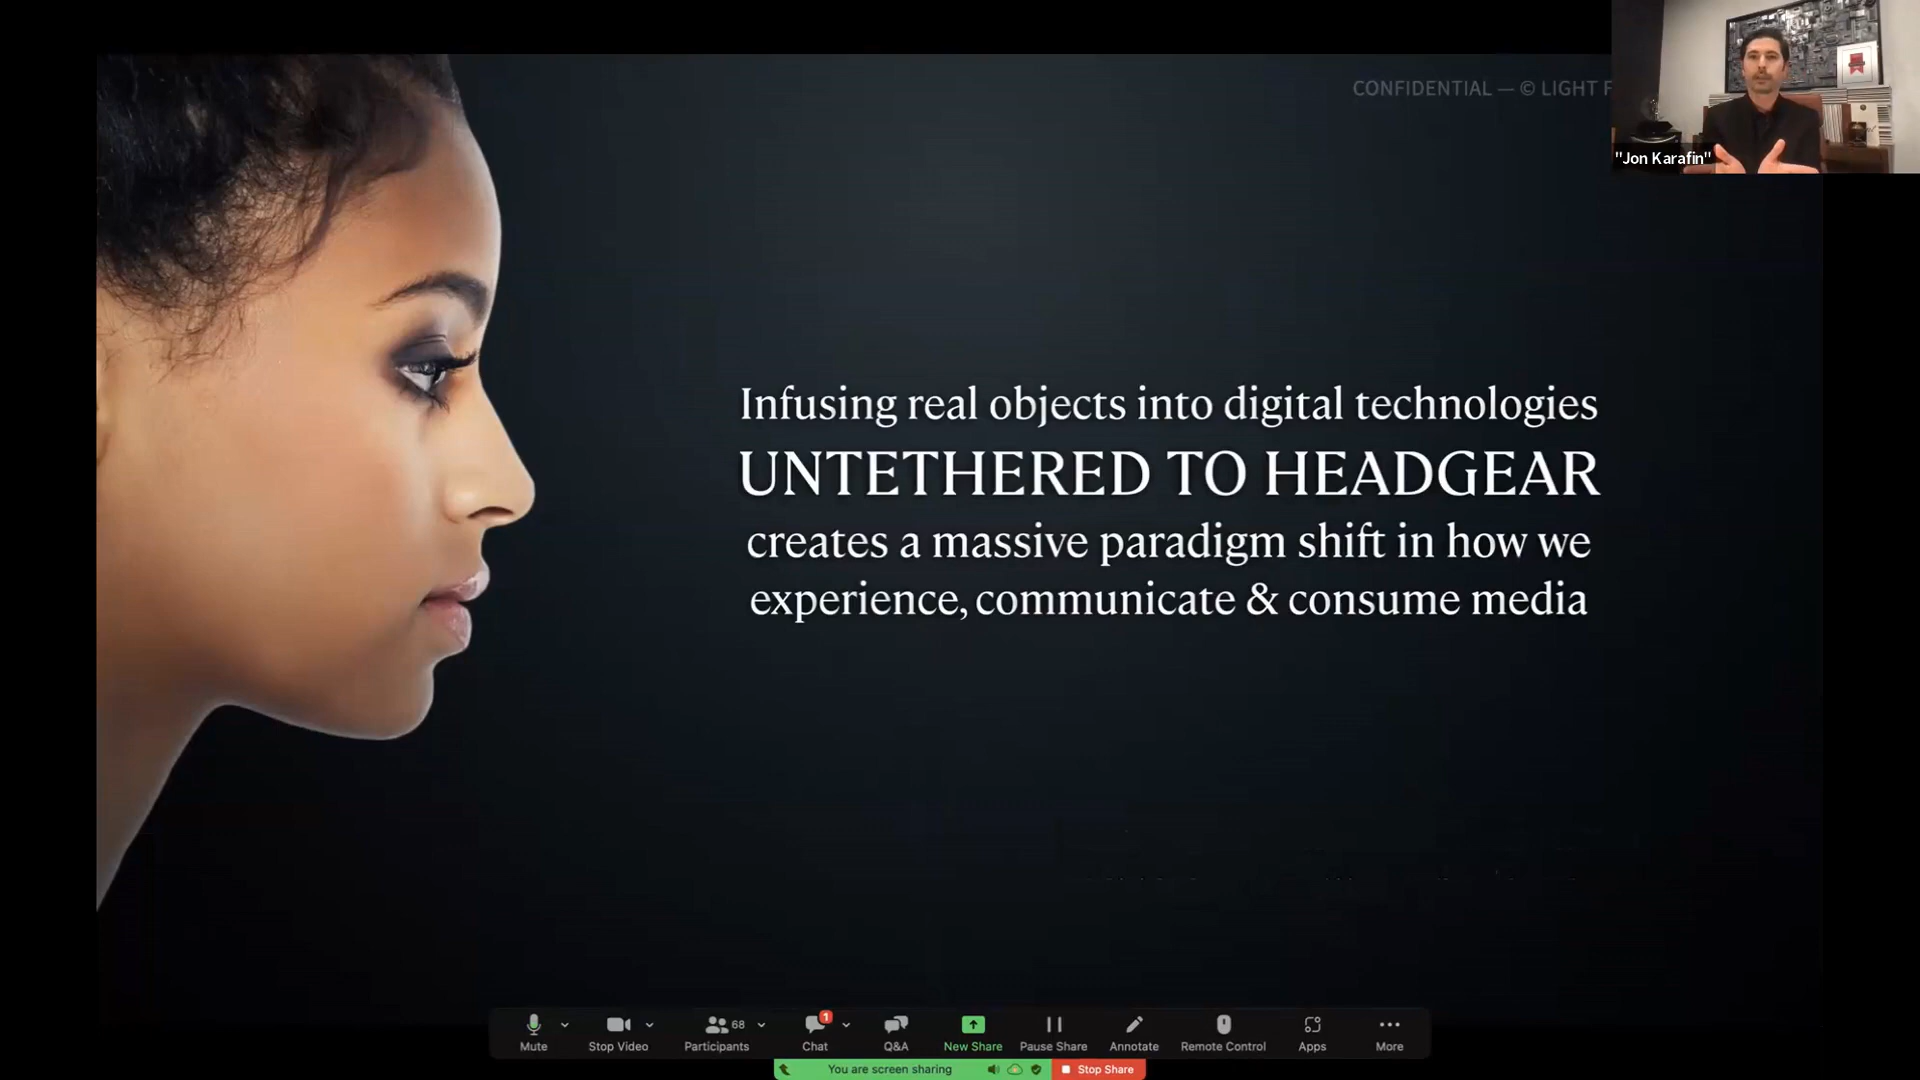 CONFIDENTIAL — © LIGHT F
"Jon Karafin"
Infusing real objects into digital technologies
UNTETHERED TO HEADGEAR
creates a massive paradigm shift in how we
experience, communicate & consume media
68
1
Mute
Stop Video
Participants
Chat
Q&A
New Share
Pause Share
Annotate
Remote Control
Apps
More
You are screen sharing
Stop Share